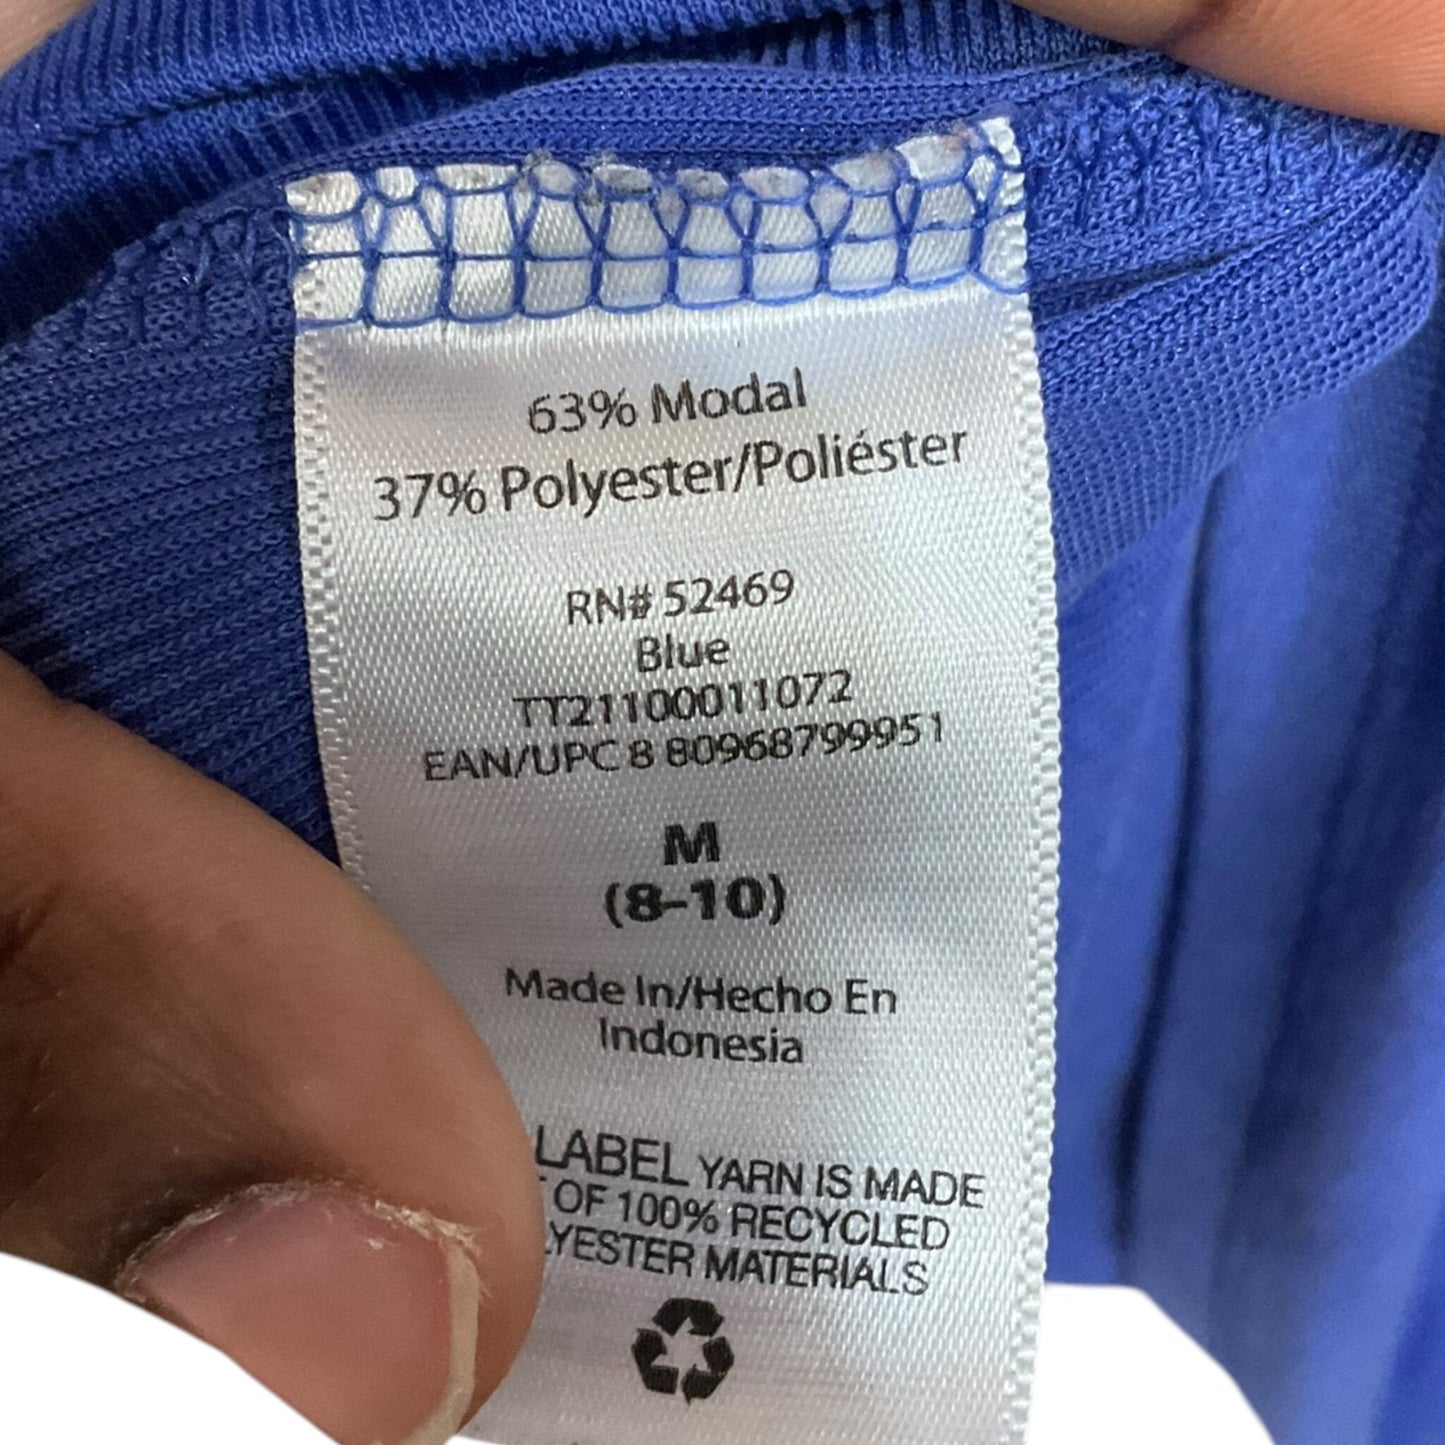 63% Modal
37% Polyester/Poliéster
RN# 52469
Blue
TT21100011072
EAN/UPC 8 80968799951
M
(8-10)
Made In/Hecho En
Indonesia
LABEL YARN IS MADE
OF 100% RECYCLED
MATERIALS